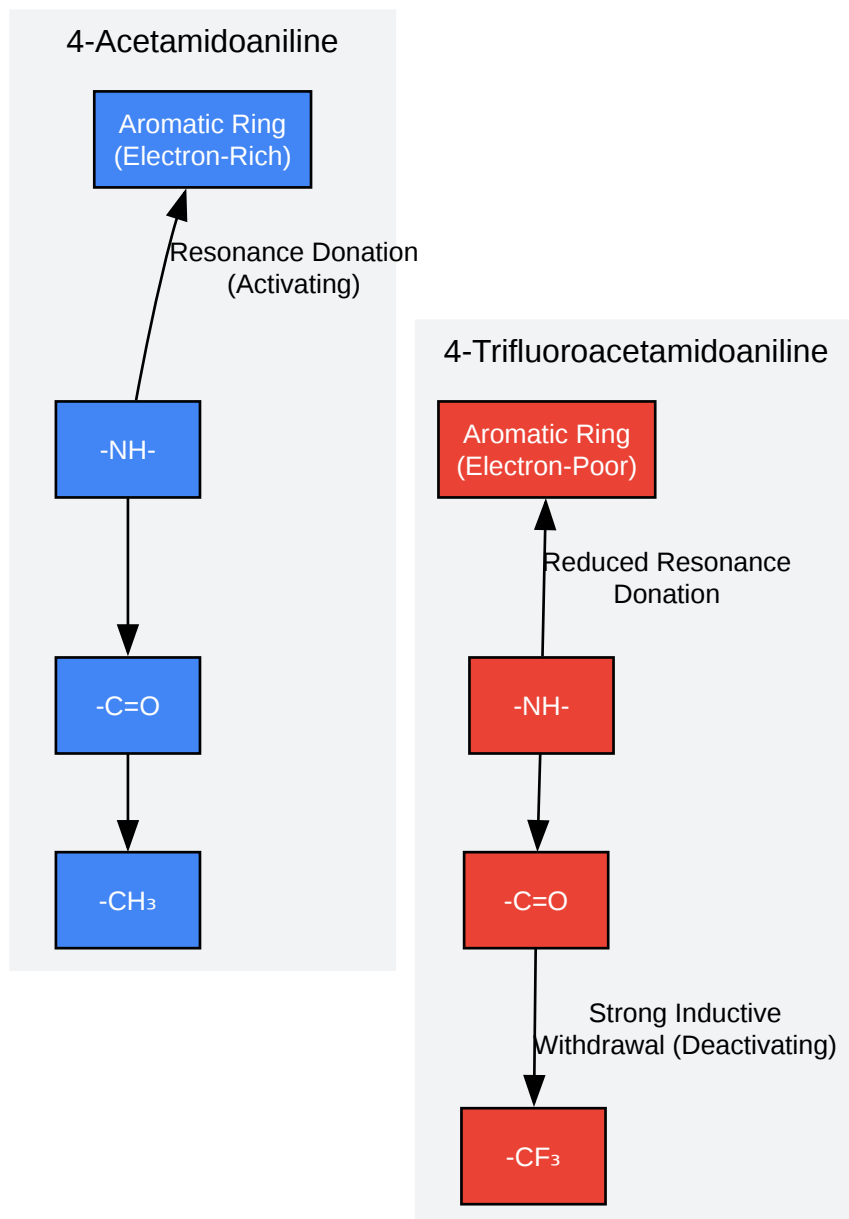 4-Acetamidoaniline
Aromatic Ring
(Electron-Rich)
Resonance Donation
(Activating)
-NH-
-C=O
-CH₃
4-Trifluoroacetamidoaniline
Aromatic Ring
(Electron-Poor)
Reduced Resonance
Donation
-NH-
-C=O
Strong Inductive
Withdrawal (Deactivating)
-CF₃